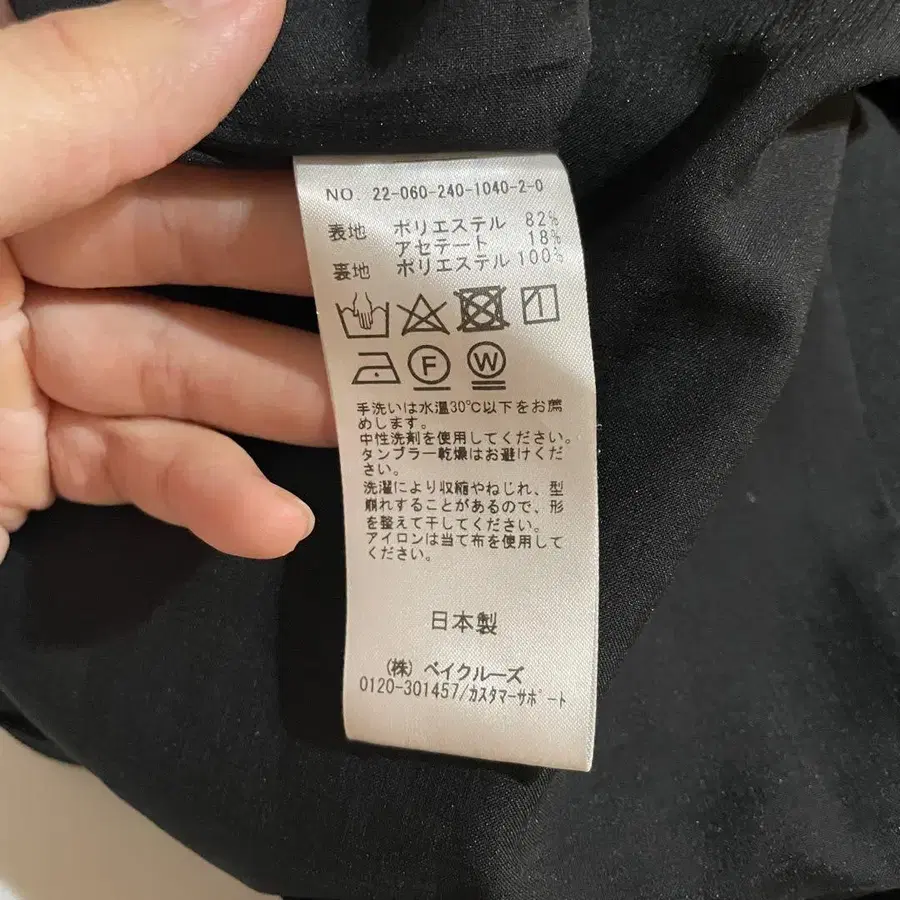 NO. 22-060-240-1040-2-0
表地 ポリエステル 82%
アセテート 18%
裏地 ポリエステル 100%
F W
手洗いは水温30℃以下をお薦
めします。
中性洗剤を使用してください。
タンブラー乾燥はお避けくだ
さい。
洗濯により収縮やねじれ、型
崩れすることがあるので、形
を整えて干してください。
アイロンは当て布を使用して
ください。
日本製
(株) ベイクルーズ
0120-301457/カスタマーサポート